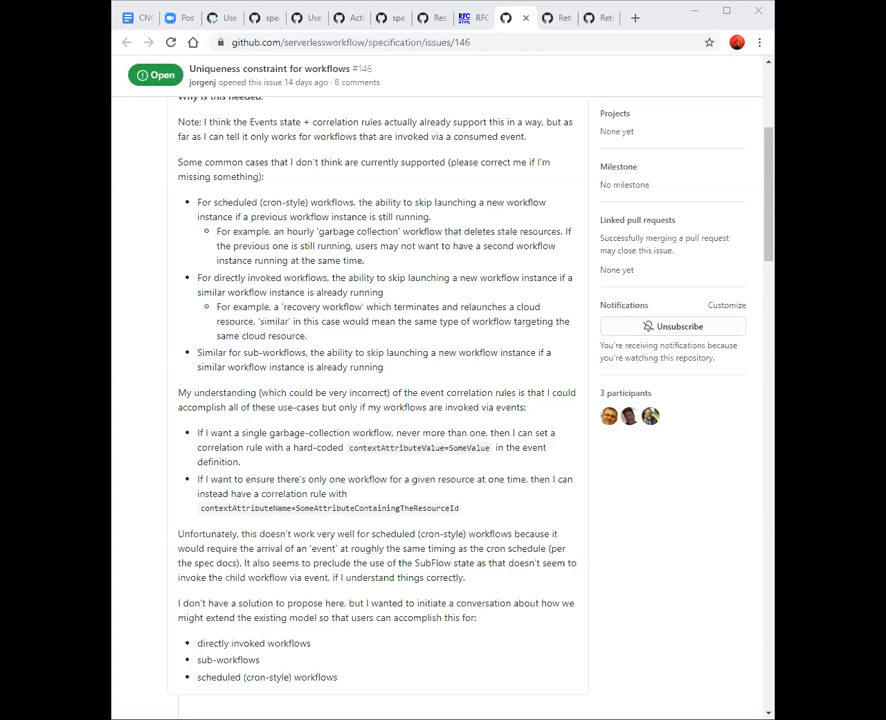 CN
Pos
Use
spe
Use
Act
spe
Res
RFC HTML
RFC
Ret
Ret
github.com/serverlessworkflow/specification/issues/146
Open
Uniqueness constraint for workflows #146
jorgenj opened this issue 14 days ago · 8 comments
Why is this needed:
Note: I think the Events state + correlation rules actually already support this in a way, but as
far as I can tell it only works for workflows that are invoked via a consumed event.
Some common cases that I don't think are currently supported (please correct me if I'm
missing something):
• For scheduled (cron-style) workflows, the ability to skip launching a new workflow
instance if a previous workflow instance is still running.
○ For example, an hourly 'garbage collection' workflow that deletes stale resources. If
the previous one is still running, users may not want to have a second workflow
instance running at the same time.
• For directly invoked workflows, the ability to skip launching a new workflow instance if a
similar workflow instance is already running
○ For example, a 'recovery workflow' which terminates and relaunches a cloud
resource, 'similar' in this case would mean the same type of workflow targeting the
same cloud resource.
• Similar for sub-workflows, the ability to skip launching a new workflow instance if a
similar workflow instance is already running
My understanding (which could be very incorrect) of the event correlation rules is that I could
accomplish all of these use-cases but only if my workflows are invoked via events:
• If I want a single garbage-collection workflow, never more than one, then I can set a
correlation rule with a hard-coded contextAttributeValue=SomeValue in the event
definition.
• If I want to ensure there's only one workflow for a given resource at one time, then I can
instead have a correlation rule with
contextAttributeName=SomeAttributeContainingTheResourceId
Unfortunately, this doesn't work very well for scheduled (cron-style) workflows because it
would require the arrival of an 'event' at roughly the same timing as the cron schedule (per
the spec docs). It also seems to preclude the use of the SubFlow state as that doesn't seem to
invoke the child workflow via event, if I understand things correctly.
I don't have a solution to propose here, but I wanted to initiate a conversation about how we
might extend the existing model so that users can accomplish this for:
• directly invoked workflows
• sub-workflows
• scheduled (cron-style) workflows
Projects
None yet
Milestone
No milestone
Linked pull requests
Successfully merging a pull request
may close this issue.
None yet
Notifications Customize
Unsubscribe
You're receiving notifications because
you're watching this repository.
3 participants